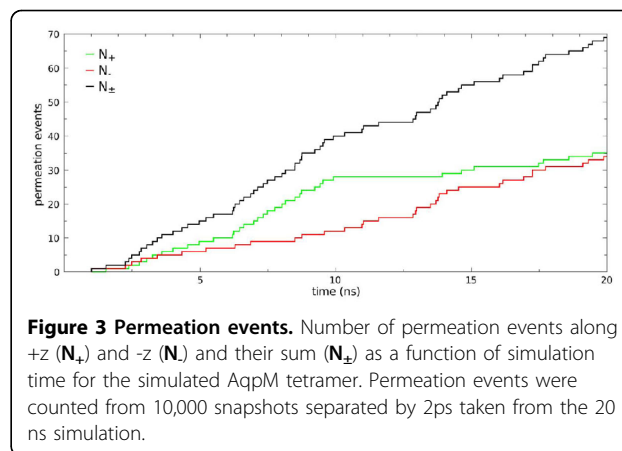 70
60
50
40
30
20
10
0
permeation events
N+
N-
N±
5
10
15
20
time (ns)
Figure 3 Permeation events. Number of permeation events along
+z (N+) and -z (N-) and their sum (N±) as a function of simulation
time for the simulated AqpM tetramer. Permeation events were
counted from 10,000 snapshots separated by 2ps taken from the 20
ns simulation.